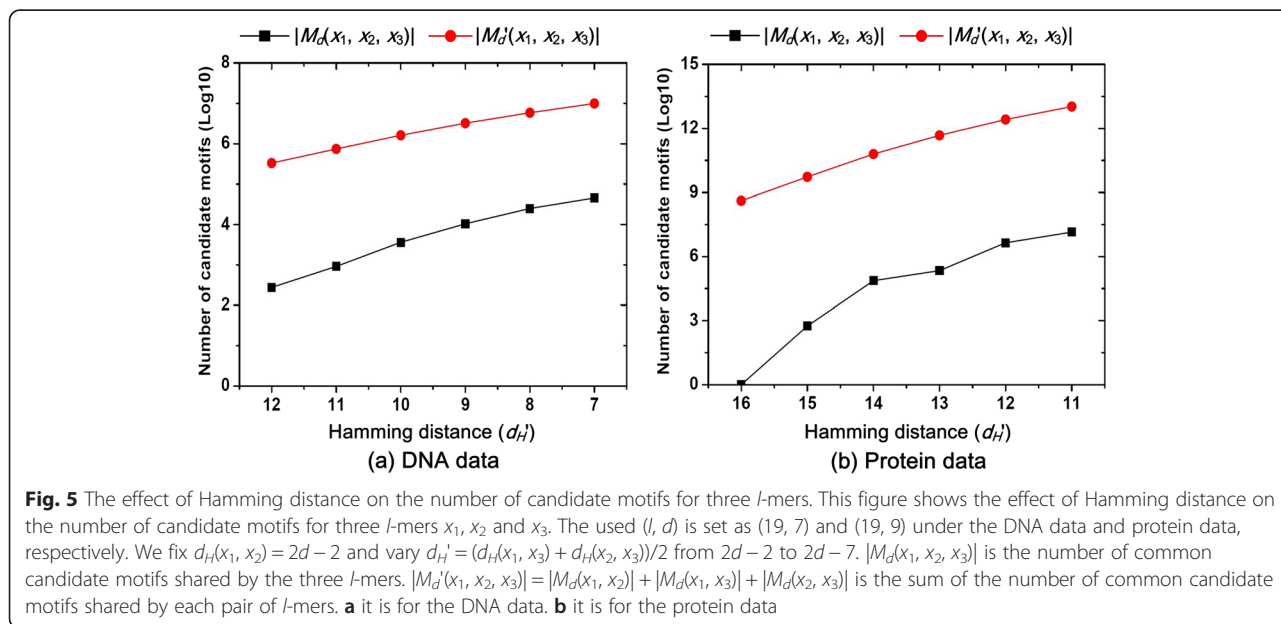 |Md(x1, x2, x3)| |Md'(x1, x2, x3)|
8
6
4
2
0
Number of candidate motifs (Log10)
12 11 10 9 8 7
Hamming distance (dH')
(a) DNA data
|Md(x1, x2, x3)| |Md'(x1, x2, x3)|
15
12
9
6
3
0
Number of candidate motifs (Log10)
16 15 14 13 12 11
Hamming distance (dH')
(b) Protein data
Fig. 5 The effect of Hamming distance on the number of candidate motifs for three l-mers. This figure shows the effect of Hamming distance on
the number of candidate motifs for three l-mers x1, x2 and x3. The used (l, d) is set as (19, 7) and (19, 9) under the DNA data and protein data,
respectively. We fix dH(x1, x2) = 2d − 2 and vary dH' = (dH(x1, x3) + dH(x2, x3))/2 from 2d − 2 to 2d − 7. |Md(x1, x2, x3)| is the number of common
candidate motifs shared by the three l-mers. |Md'(x1, x2, x3)| = |Md(x1, x2)| + |Md(x1, x3)| + |Md(x2, x3)| is the sum of the number of common candidate
motifs shared by each pair of l-mers. a it is for the DNA data. b it is for the protein data